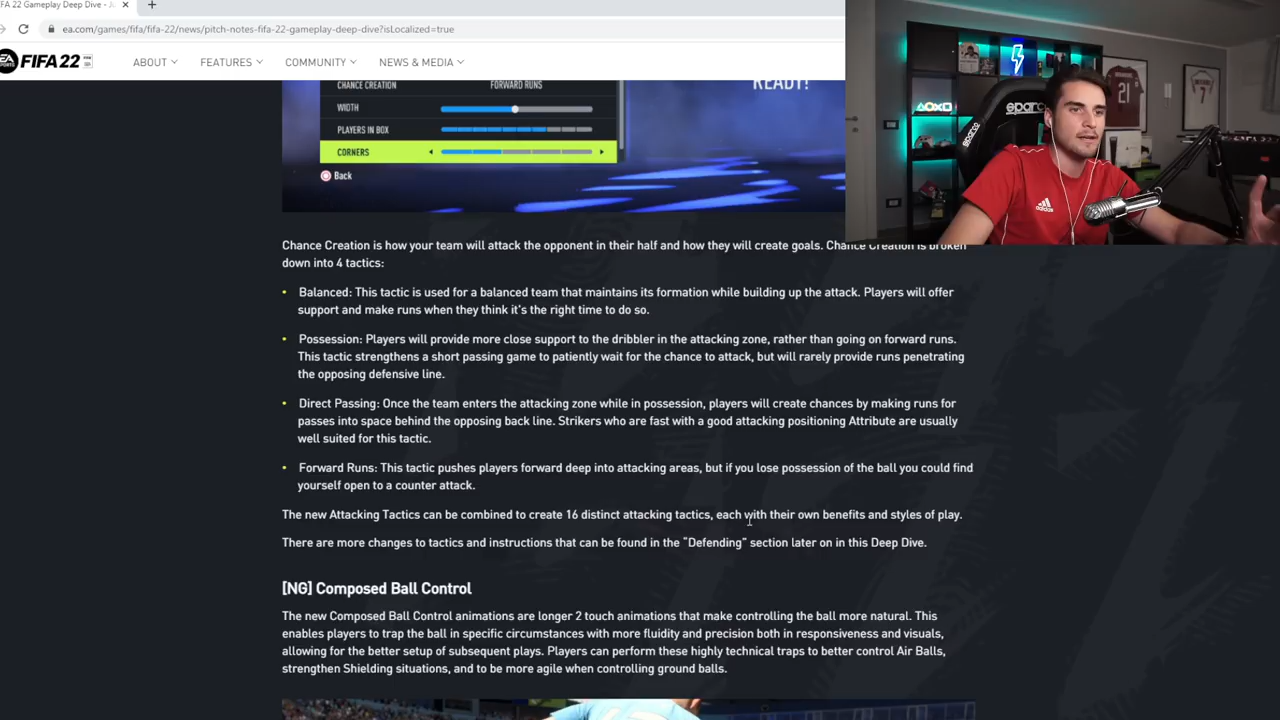 FA 22 Gameplay Deep Dive -
ea.com/games/fifa/fifa-22/news/pitch-notes-fifa-22-gameplay-deep-dive?isLocalized=true
FIFA 22
ABOUT
FEATURES
COMMUNITY
NEWS & MEDIA
CHANCE CREATION FORWARD RUNS
WIDTH
PLAYERS IN BOX
CORNERS
Back
READY!
21
7
sparco
Chance Creation is how your team will attack the opponent in their half and how they will create goals. Chance Creation is broken
down into 4 tactics:
• Balanced: This tactic is used for a balanced team that maintains its formation while building up the attack. Players will offer
support and make runs when they think it's the right time to do so.
• Possession: Players will provide more close support to the dribbler in the attacking zone, rather than going on forward runs.
This tactic strengthens a short passing game to patiently wait for the chance to attack, but will rarely provide runs penetrating
the opposing defensive line.
• Direct Passing: Once the team enters the attacking zone while in possession, players will create chances by making runs for
passes into space behind the opposing back line. Strikers who are fast with a good attacking positioning Attribute are usually
well suited for this tactic.
• Forward Runs: This tactic pushes players forward deep into attacking areas, but if you lose possession of the ball you could find
yourself open to a counter attack.
The new Attacking Tactics can be combined to create 16 distinct attacking tactics, each with their own benefits and styles of play.
There are more changes to tactics and instructions that can be found in the "Defending" section later on in this Deep Dive.
[NG] Composed Ball Control
The new Composed Ball Control animations are longer 2 touch animations that make controlling the ball more natural. This
enables players to trap the ball in specific circumstances with more fluidity and precision both in responsiveness and visuals,
allowing for the better setup of subsequent plays. Players can perform these highly technical traps to better control Air Balls,
strengthen Shielding situations, and to be more agile when controlling ground balls.